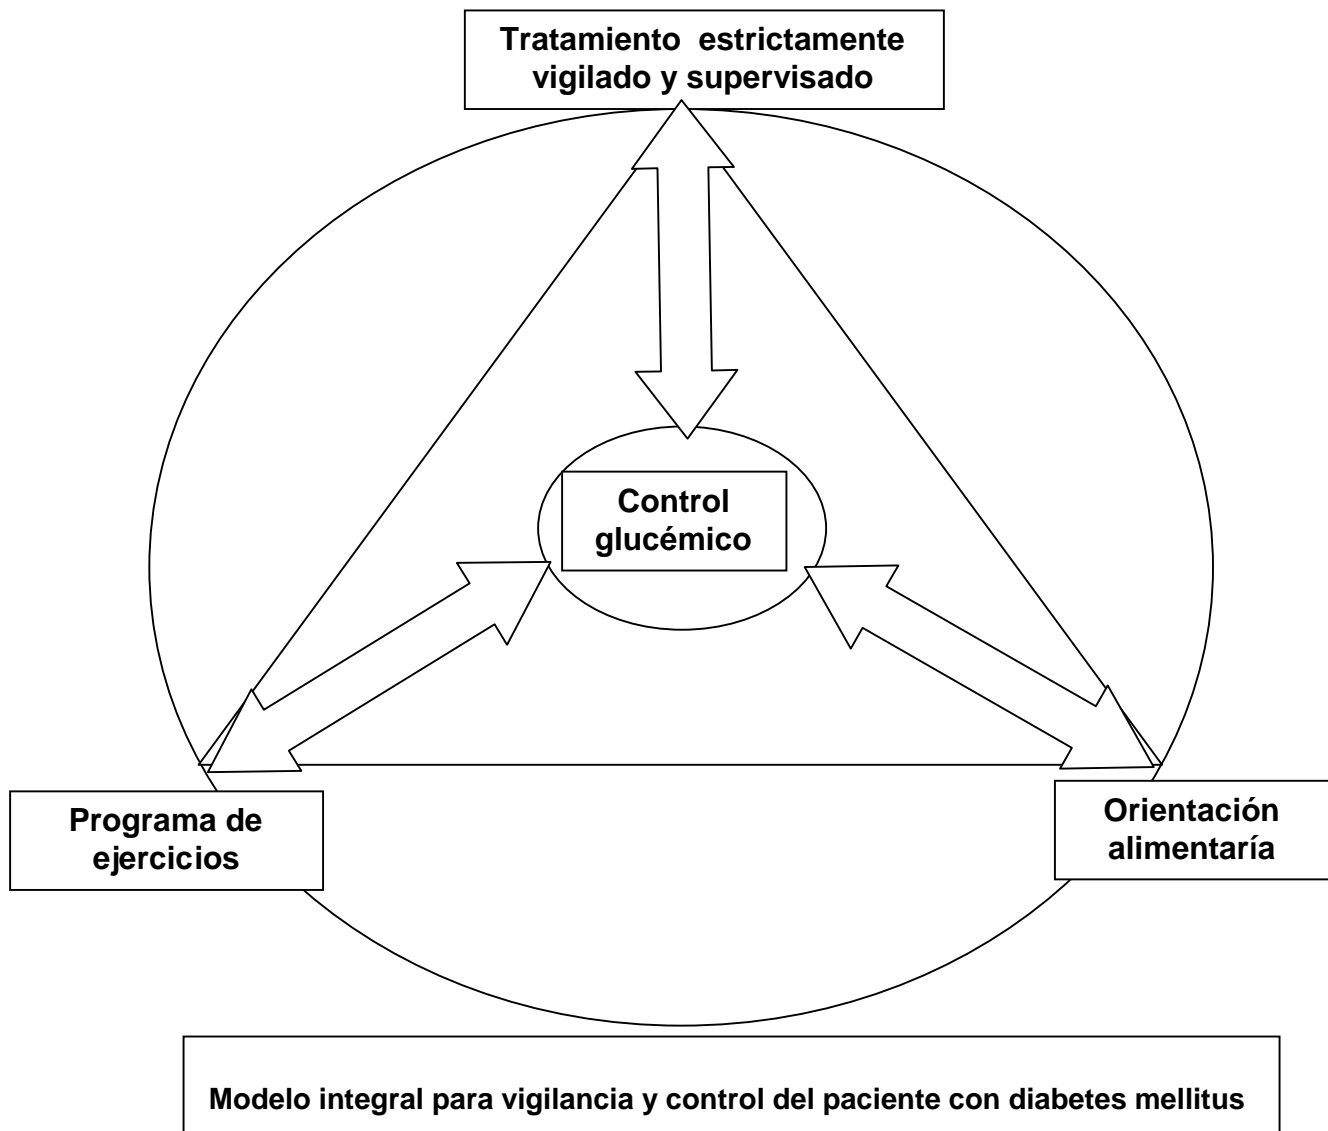 Tratamiento estrictamente
vigilado y supervisado
Control
glucémico
Programa de
ejercicios
Orientación
alimentaría
Modelo integral para vigilancia y control del paciente con diabetes mellitus